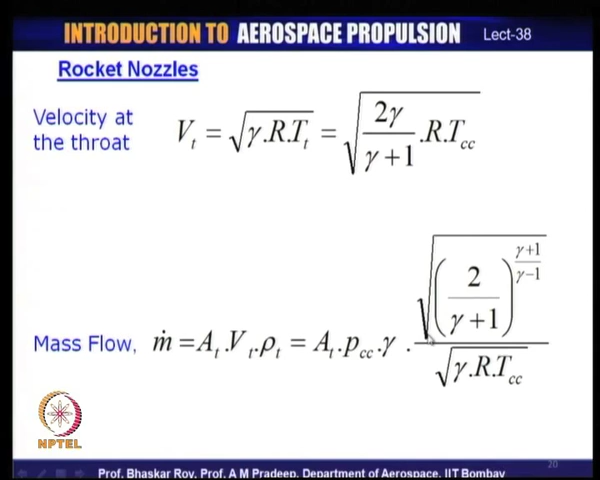 INTRODUCTION TO AEROSPACE PROPULSION Lect-38
Rocket Nozzles
Velocity at
the throat
V_t = √(γ.R.T_t) = √(2γ/(γ+1) .R.T_cc)
Mass Flow, ṁ = A_t.V_t.ρ_t = A_t.p_cc.γ . √((2/(γ+1))^((γ+1)/(γ−1))) / √(γ.R.T_cc)
NPTEL
20
Prof. Bhaskar Roy, Prof. A M Pradeep, Department of Aerospace, IIT Bombay